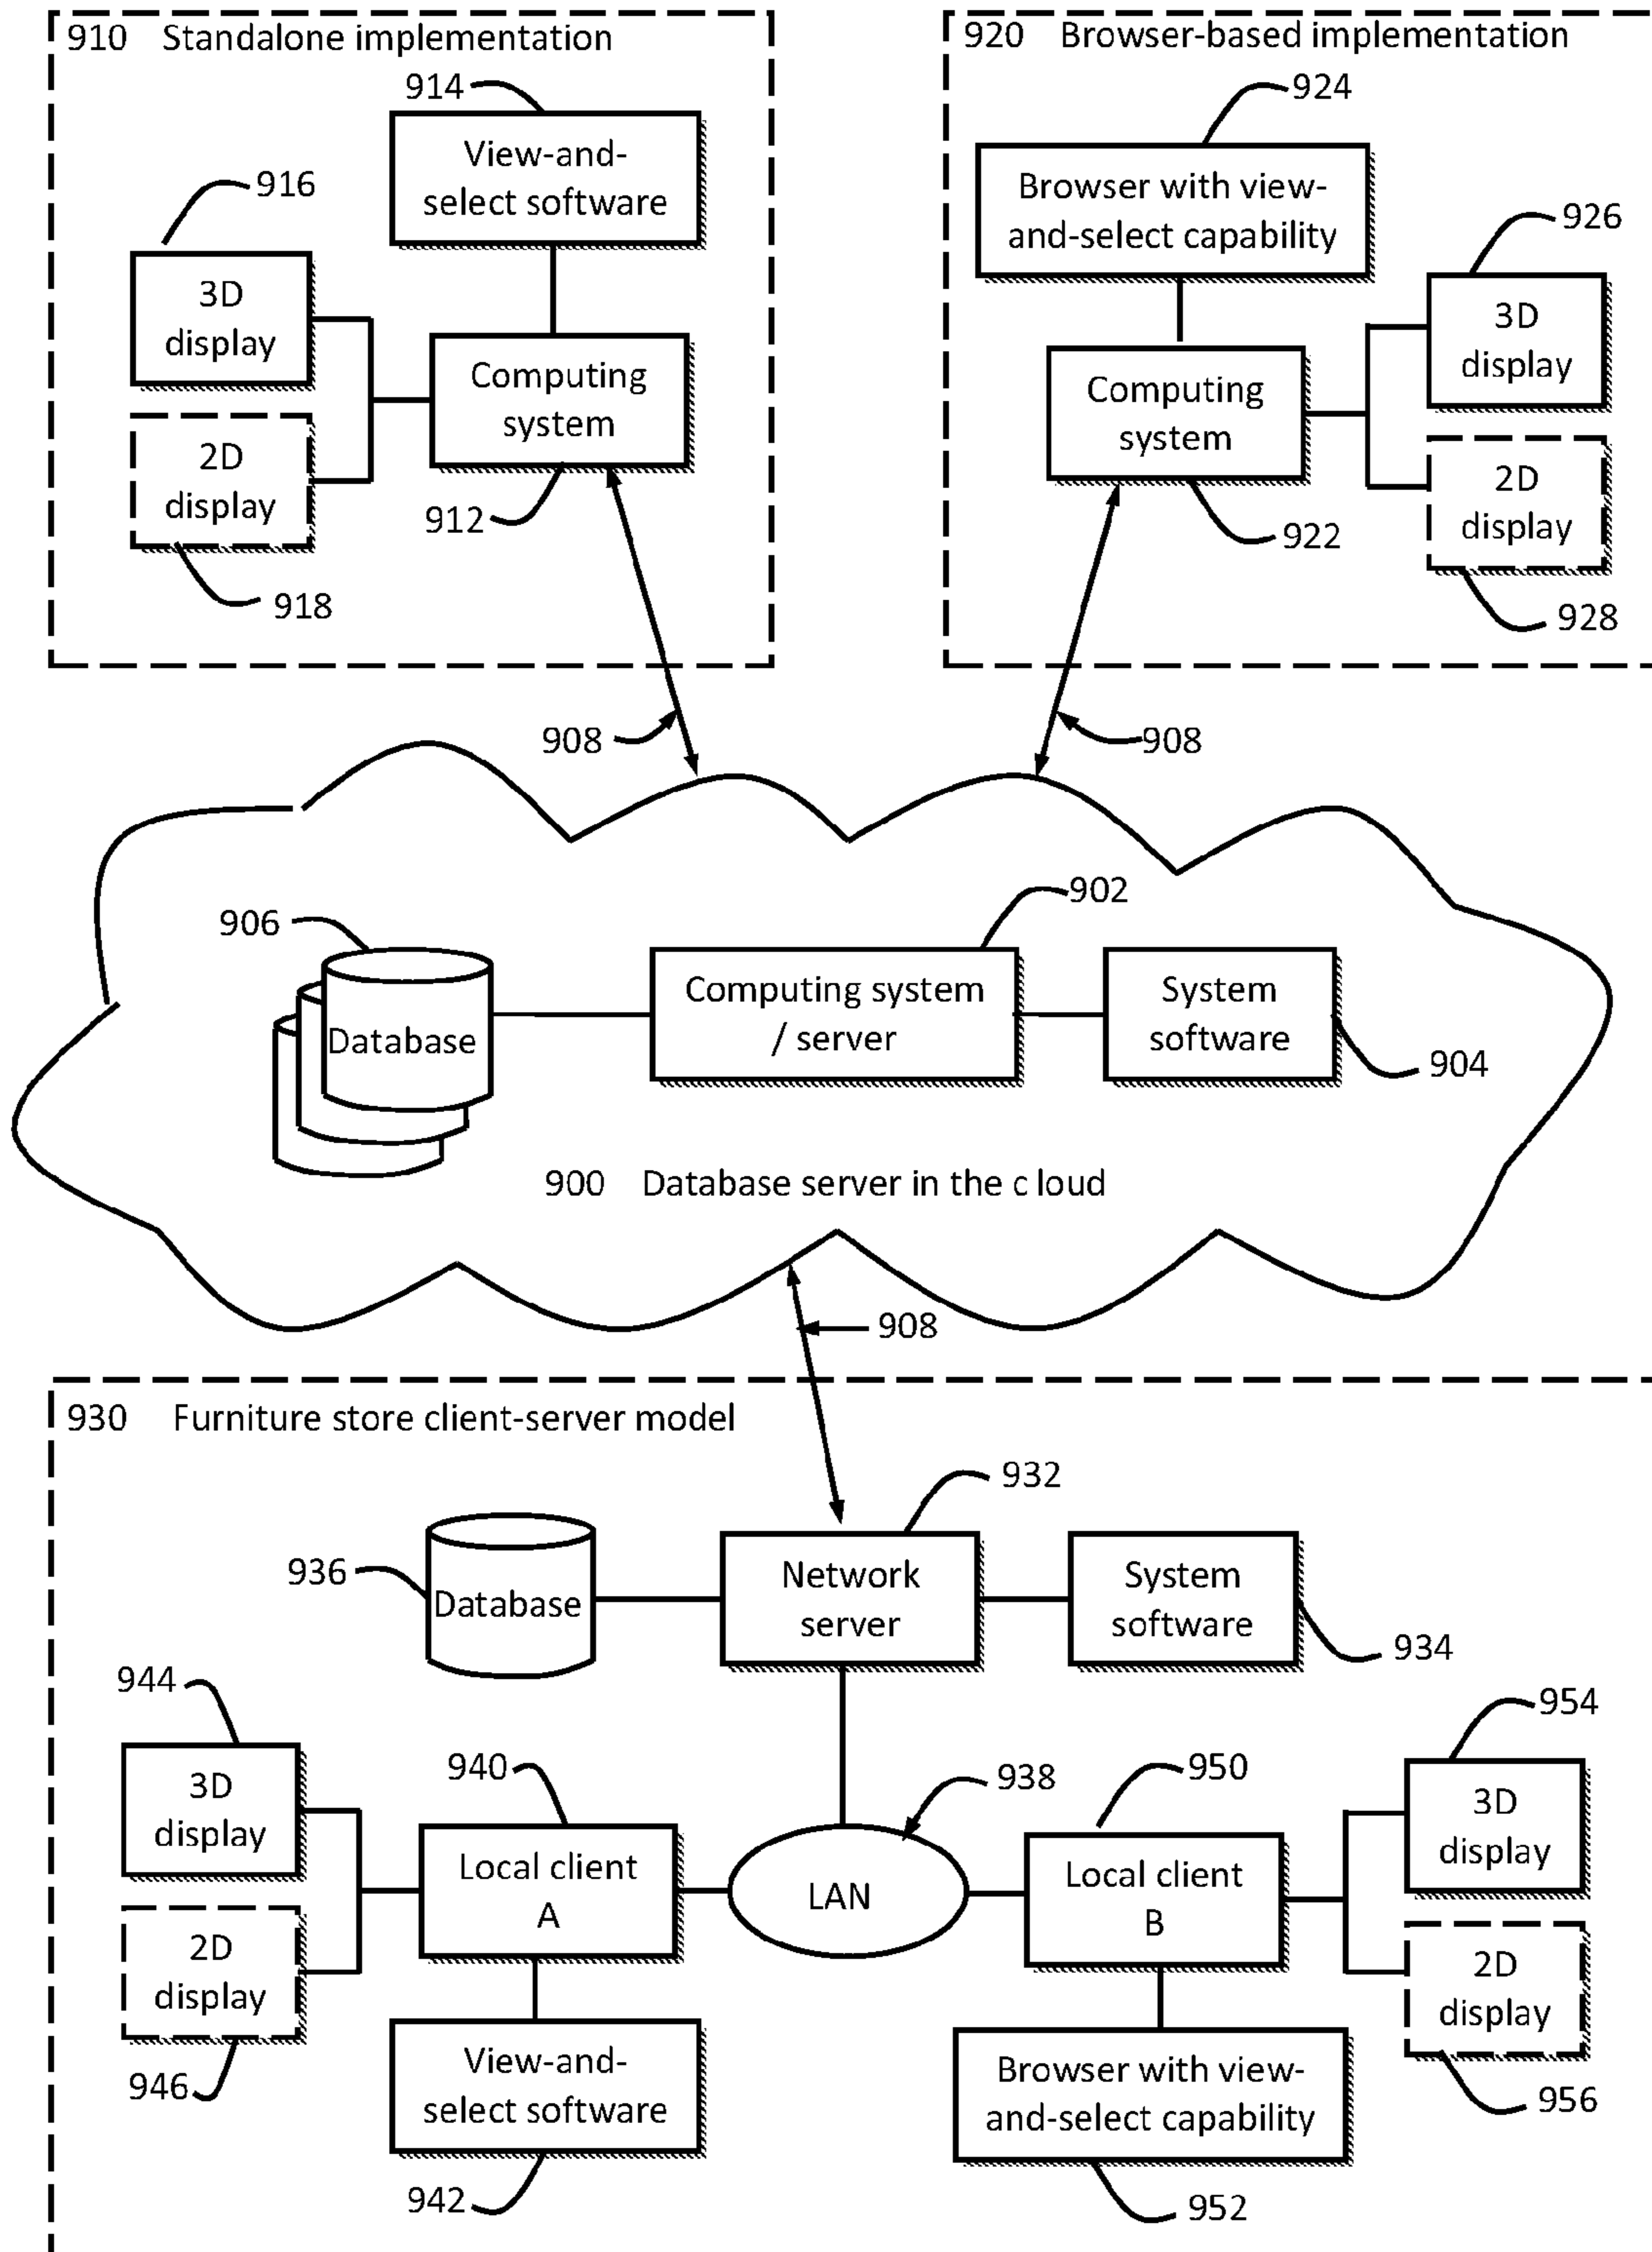 910 Standalone implementation
914
View-and-
select software
916
3D
display
Computing
system
2D
display
912
918
920 Browser-based implementation
924
Browser with view-
and-select capability
926
3D
display
Computing
system
2D
display
922
928
908
908
902
906
Database
Computing system
/ server
System
software
904
900 Database server in the c loud
908
930 Furniture store client-server model
932
936
Database
Network
server
System
software
934
944
3D
display
940
Local client
A
2D
display
946
View-and-
select software
942
938
LAN
950
Local client
B
954
3D
display
2D
display
956
Browser with view-
and-select capability
952